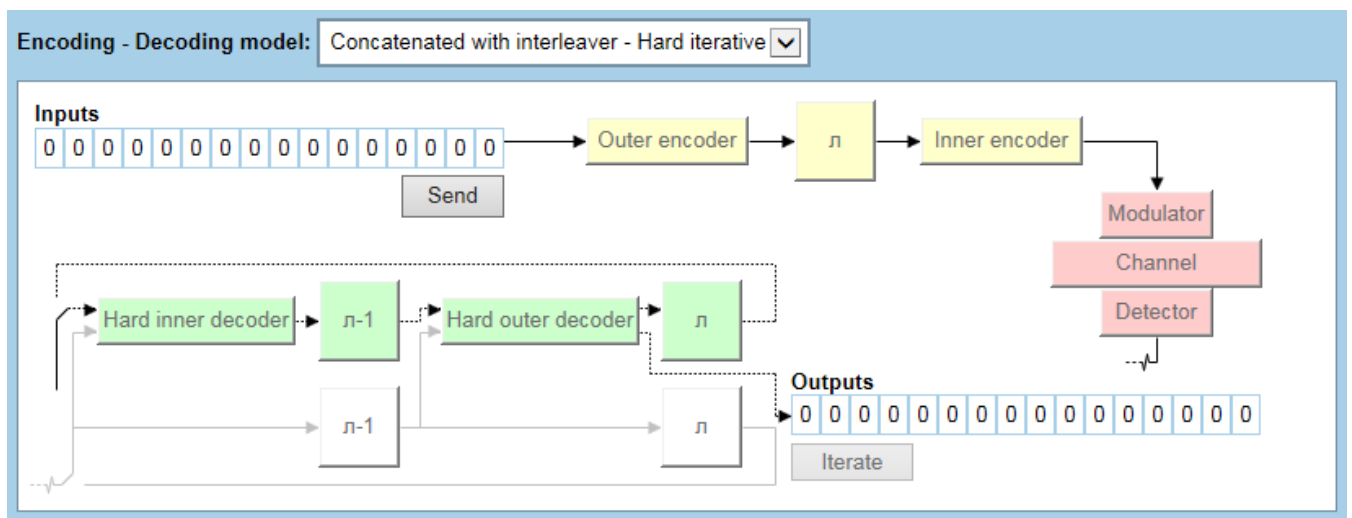 Encoding - Decoding model: Concatenated with interleaver - Hard iterative
Inputs
0 0 0 0 0 0 0 0 0 0 0 0 0 0 0 0
Outer encoder
л
Inner encoder
Send
Modulator
Channel
Detector
Hard inner decoder
л-1
Hard outer decoder
л
Outputs
0 0 0 0 0 0 0 0 0 0 0 0 0 0 0 0
л-1
л
Iterate